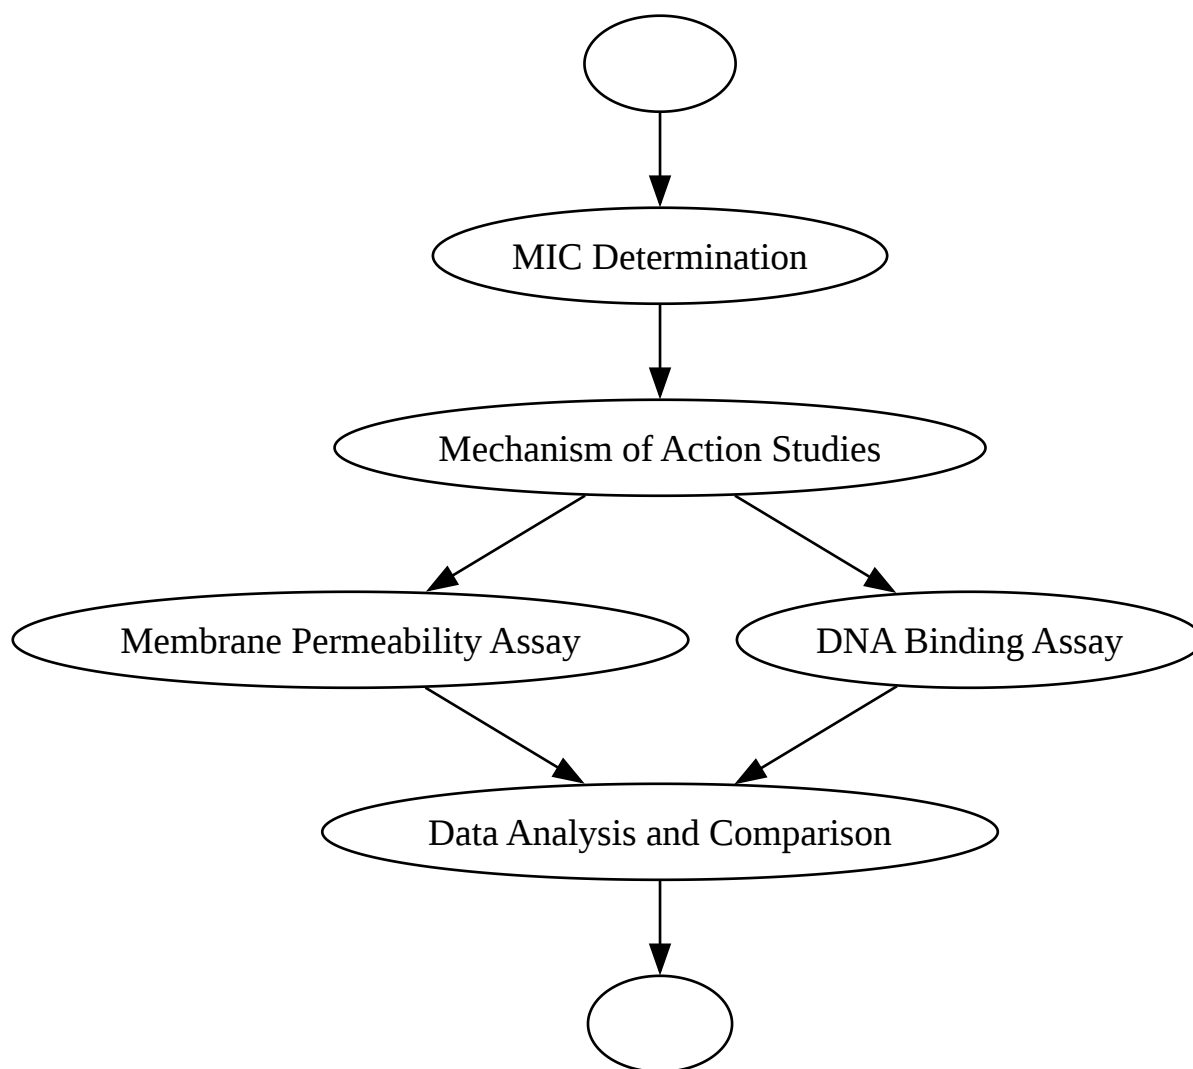 MIC Determination
Mechanism of Action Studies
Membrane Permeability Assay
DNA Binding Assay
Data Analysis and Comparison